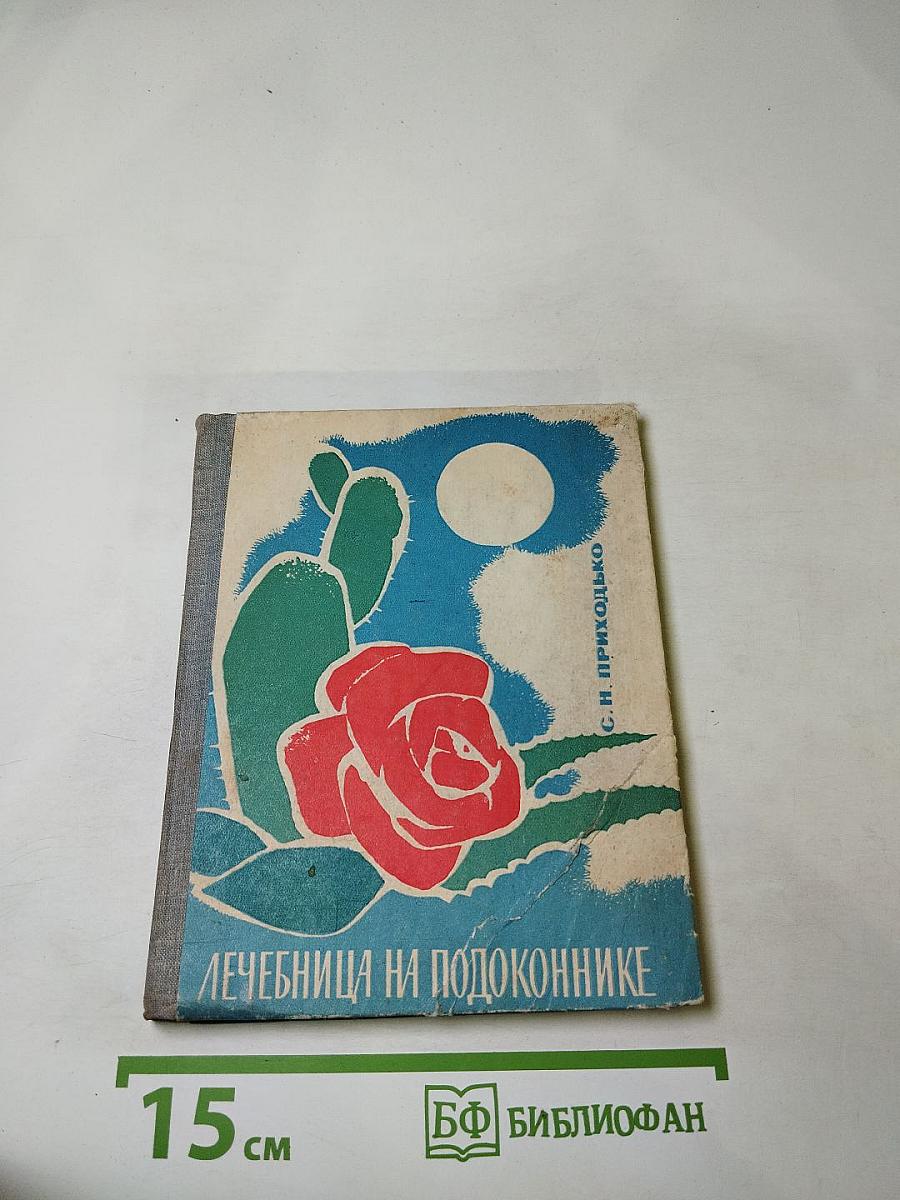 С. Н. ПРИХОДЬКО
ЛЕЧЕБНИЦА НА ПОДОКОННИКЕ
15 см
БФ БИБЛИОФАН